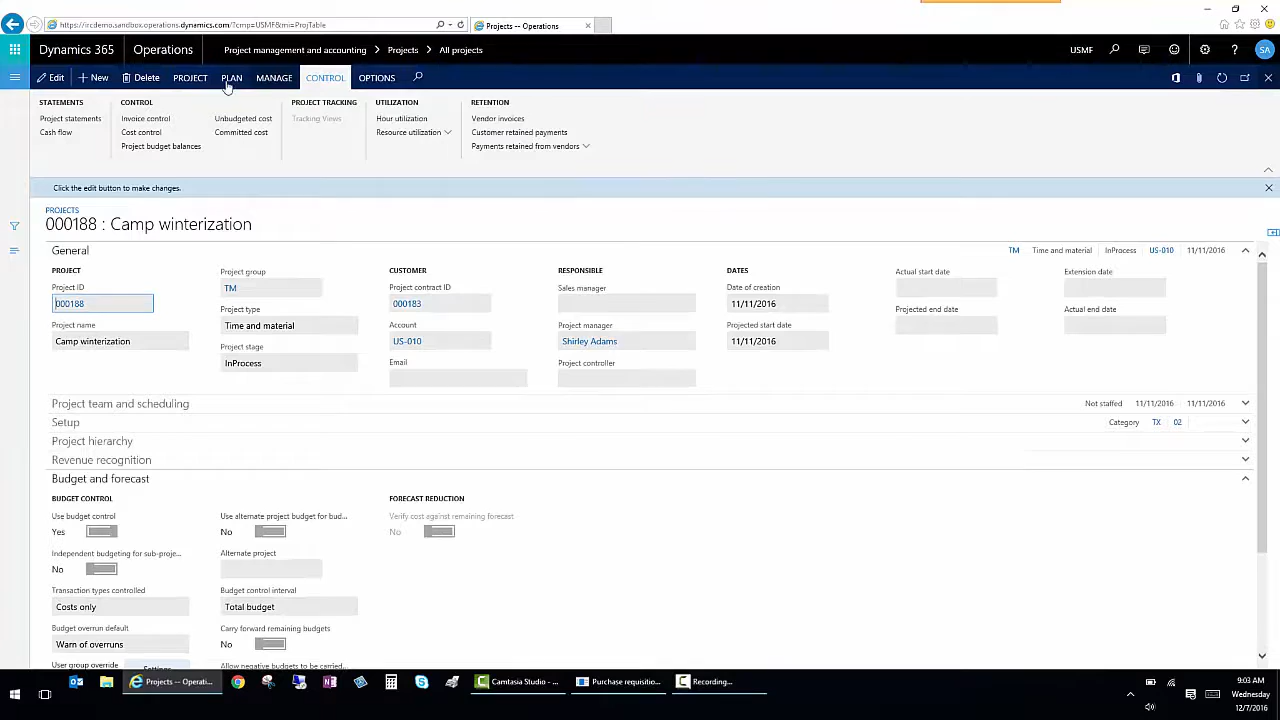 https://ircdemo.sandbox.operations.dynamics.com/?cmp=USMF&mi=ProjTable
Projects -- Operations
Dynamics 365
Operations
Project management and accounting
Projects
All projects
USMF
SA
Edit
New
Delete
PROJECT
PLAN
MANAGE
CONTROL
OPTIONS
STATEMENTS
Project statements
Cash flow
CONTROL
Invoice control
Cost control
Project budget balances
Unbudgeted cost
Committed cost
PROJECT TRACKING
Tracking Views
UTILIZATION
Hour utilization
Resource utilization
RETENTION
Vendor invoices
Customer retained payments
Payments retained from vendors
Click the edit button to make changes.
PROJECTS
000188 : Camp winterization
General
TM
Time and material
InProcess
US-010
11/11/2016
PROJECT
Project ID
000188
Project name
Camp winterization
Project group
TM
Project type
Time and material
Project stage
InProcess
CUSTOMER
Project contract ID
000183
Account
US-010
Email
RESPONSIBLE
Sales manager
Project manager
Shirley Adams
Project controller
DATES
Date of creation
11/11/2016
Projected start date
11/11/2016
Actual start date
Projected end date
Extension date
Actual end date
Project team and scheduling
Not staffed
11/11/2016
11/11/2016
Setup
Category
TX
02
Project hierarchy
Revenue recognition
Budget and forecast
BUDGET CONTROL
Use budget control
Yes
Independent budgeting for sub-proje...
No
Transaction types controlled
Costs only
Budget overrun default
Warn of overruns
User group override
Settings
Use alternate project budget for bud...
No
Alternate project
Budget control interval
Total budget
Carry forward remaining budgets
No
Allow negative budgets to be carried...
FORECAST REDUCTION
Verify cost against remaining forecast
No
Projects -- Operati...
Camtasia Studio - ...
Purchase requisitio...
Recording...
9:03 AM
Wednesday
12/7/2016